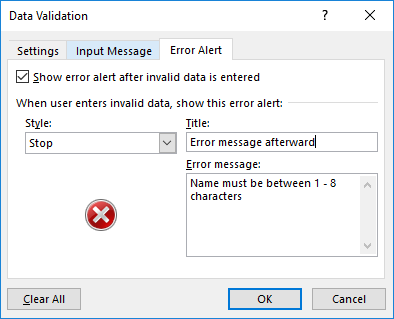 Data Validation
Settings Input Message Error Alert
Show error alert after invalid data is entered
When user enters invalid data, show this error alert:
Style: Title:
Stop Error message afterward
Error message:
Name must be between 1 - 8
characters
Clear All OK Cancel